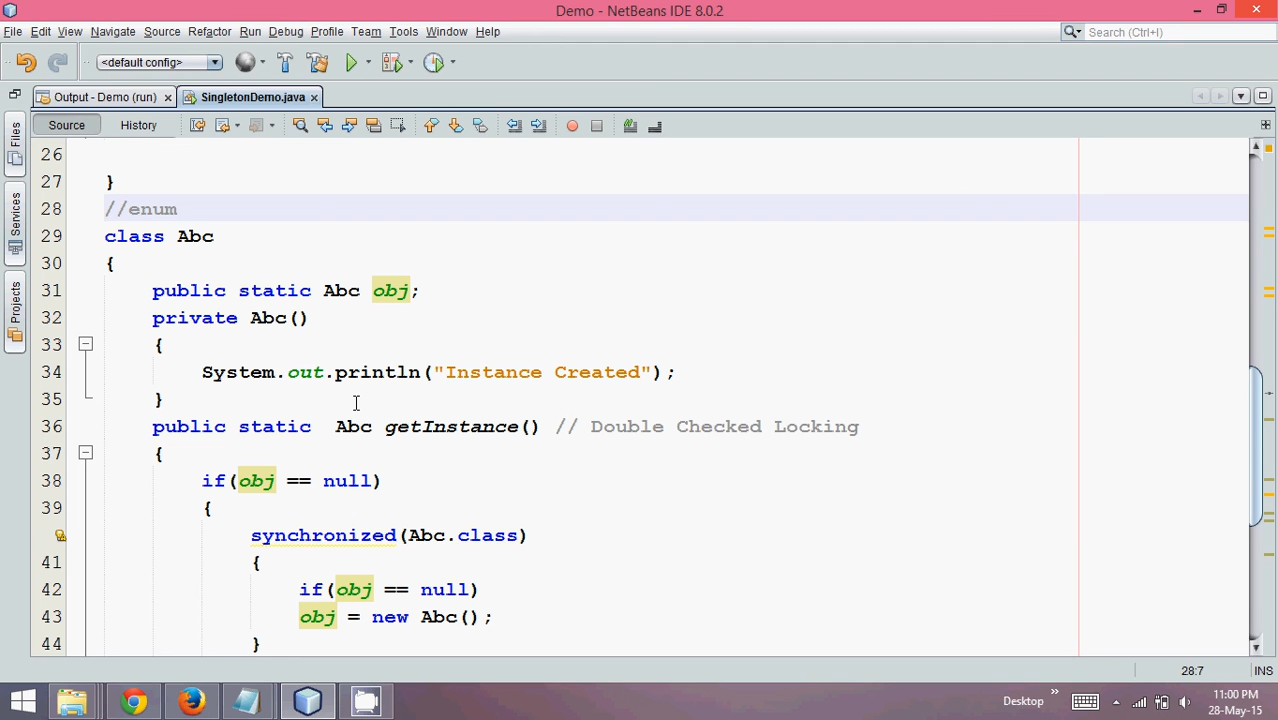 Demo - NetBeans IDE 8.0.2
File Edit View Navigate Source Refactor Run Debug Profile Team Tools Window Help
Search (Ctrl+I)
<default config>
Output - Demo (run) SingletonDemo.java
Source History
Files
Services
Projects
26
27 }
28 //enum
29 class Abc
30 {
31 public static Abc obj;
32 private Abc()
33 {
34 System.out.println("Instance Created");
35 }
36 public static Abc getInstance() // Double Checked Locking
37 {
38 if(obj == null)
39 {
synchronized(Abc.class)
41 {
42 if(obj == null)
43 obj = new Abc();
44 }
28:7 INS
Desktop
11:00 PM
28-May-15